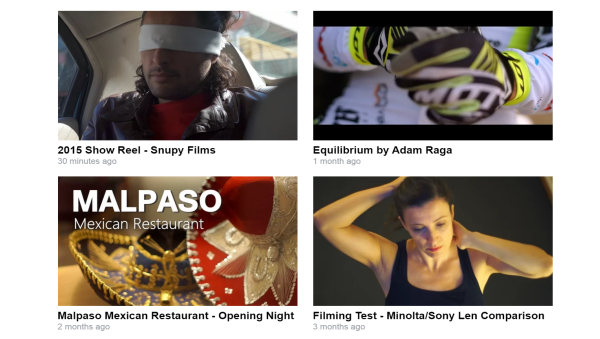 2015 Show Reel - Snupy Films
30 minutes ago
Equilibrium by Adam Raga
1 month ago
MALPASO
Mexican Restaurant
Malpaso Mexican Restaurant - Opening Night
2 months ago
Filming Test - Minolta/Sony Len Comparison
3 months ago